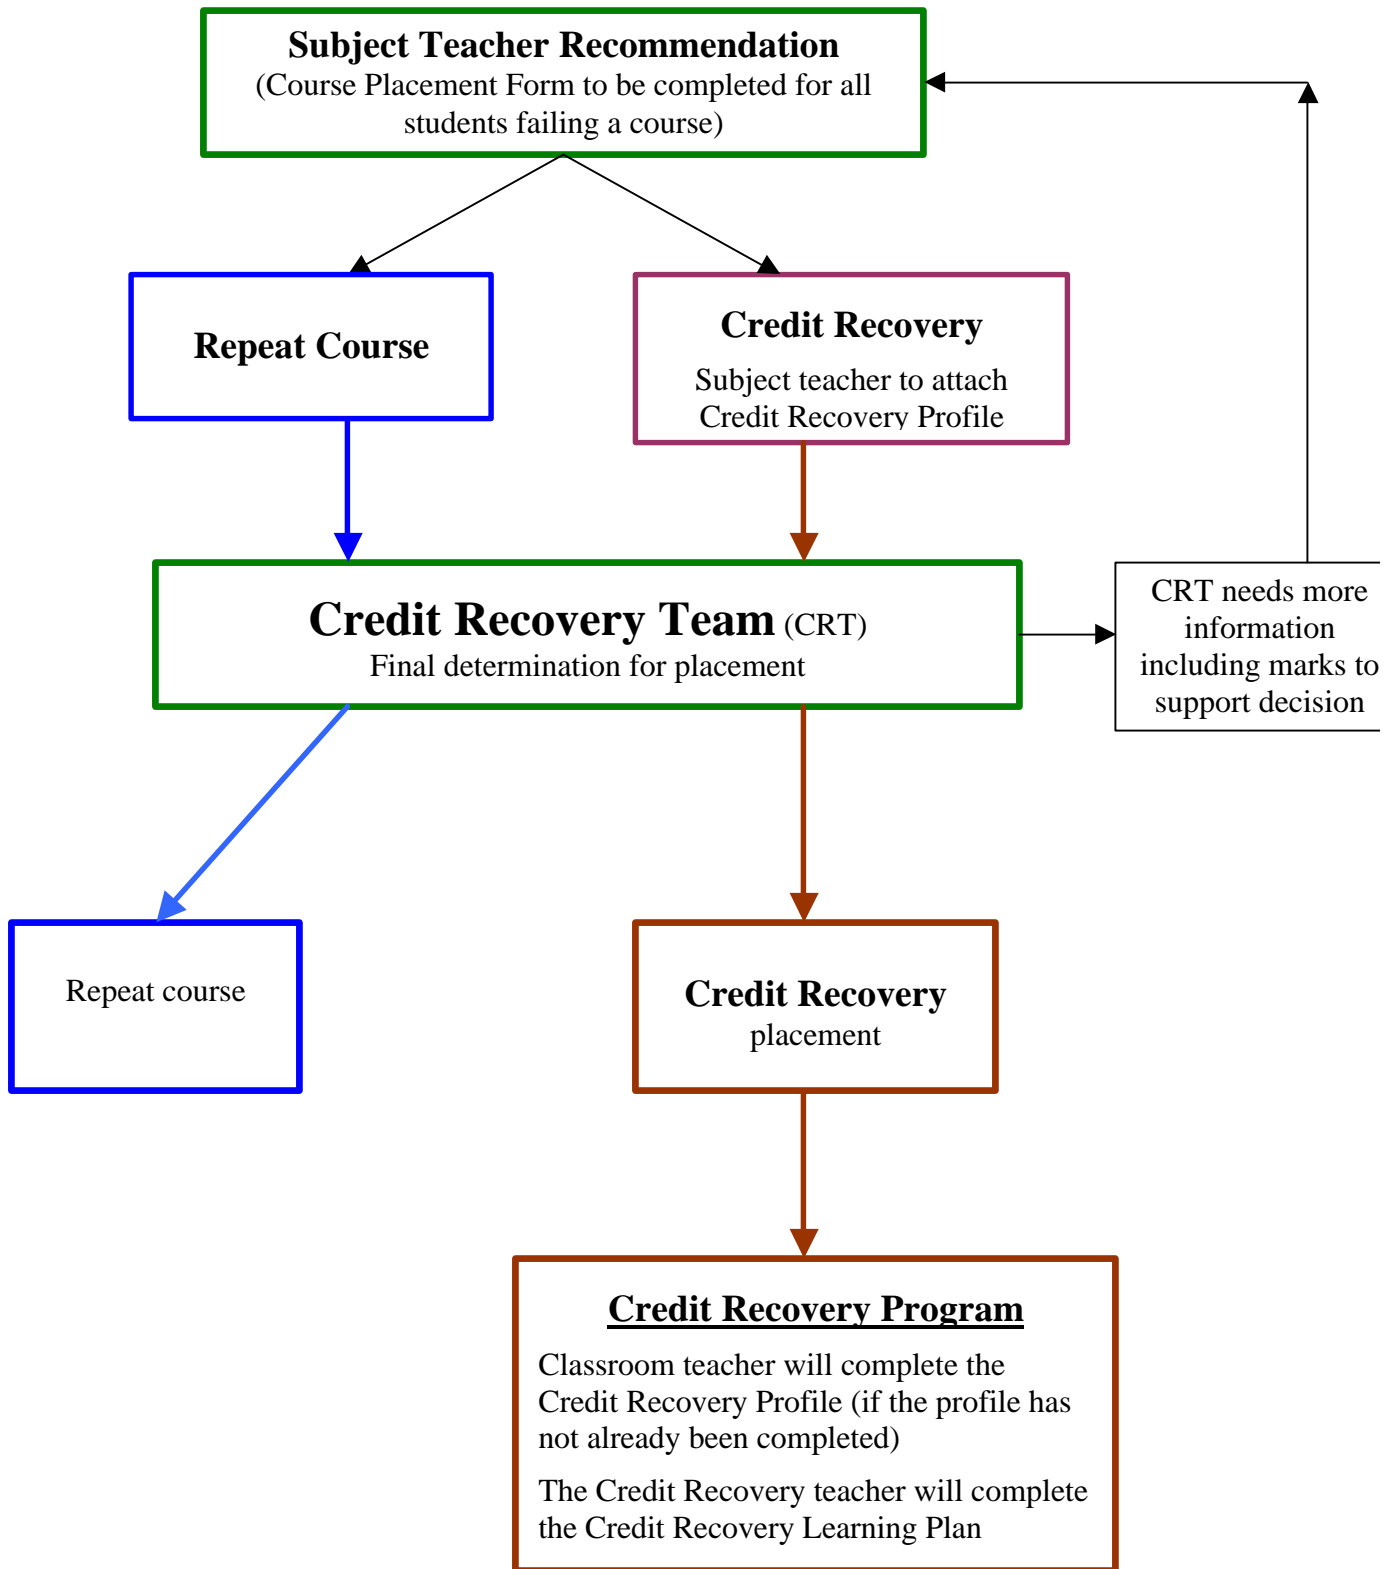 Subject Teacher Recommendation
(Course Placement Form to be completed for all
students failing a course)
Repeat Course
Credit Recovery
Subject teacher to attach
Credit Recovery Profile
Credit Recovery Team (CRT)
Final determination for placement
CRT needs more
information
including marks to
support decision
Repeat course
Credit Recovery
placement
Credit Recovery Program
Classroom teacher will complete the
Credit Recovery Profile (if the profile has
not already been completed)
The Credit Recovery teacher will complete
the Credit Recovery Learning Plan